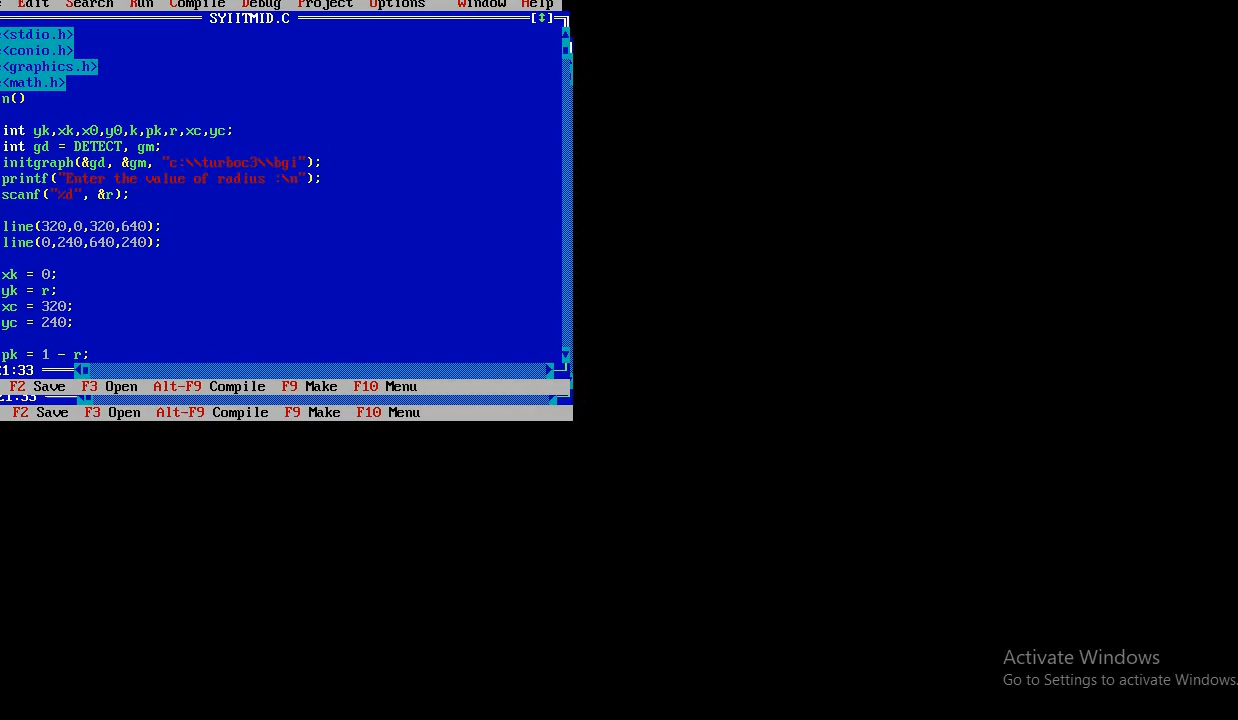 Edit Search Run Compile Debug Project Options Window Help
SYIITMID.C [↕]
<stdio.h>
<conio.h>
<graphics.h>
<math.h>
n()
int yk,xk,x0,y0,k,pk,r,xc,yc;
int gd = DETECT, gm;
initgraph(&gd, &gm, "c:\\turboc3\\bgi");
printf("Enter the value of radius :\n");
scanf("%d", &r);
line(320,0,320,640);
line(0,240,640,240);
xk = 0;
yk = r;
xc = 320;
yc = 240;
pk = 1 - r;
1:33
F2 Save F3 Open Alt-F9 Compile F9 Make F10 Menu
21:33
F2 Save F3 Open Alt-F9 Compile F9 Make F10 Menu
Activate Windows
Go to Settings to activate Windows.